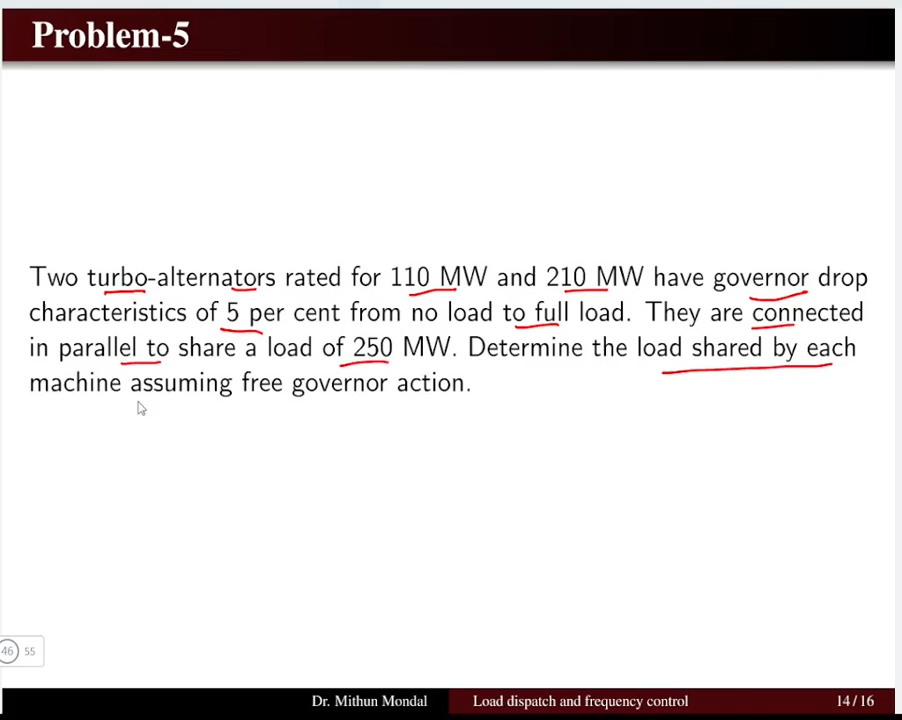 Problem-5
Two turbo-alternators rated for 110 MW and 210 MW have governor drop
characteristics of 5 per cent from no load to full load. They are connected
in parallel to share a load of 250 MW. Determine the load shared by each
machine assuming free governor action.
46 55
Dr. Mithun Mondal Load dispatch and frequency control 14 / 16